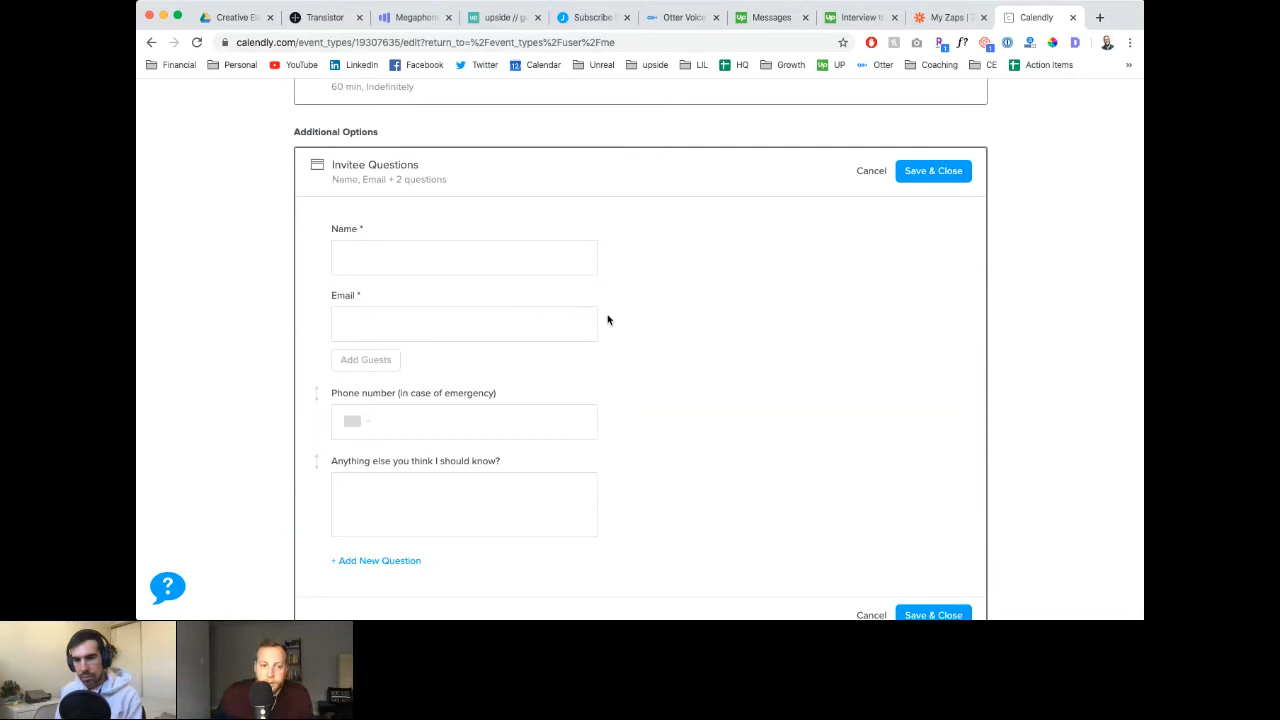 Creative El
Transistor
Megaphon
upside // g
Subscribe
Otter Voice
Messages
Interview
My Zaps | 
Calendly
calendly.com/event_types/19307635/edit?return_to=%2Fevent_types%2Fuser%2Fme
Financial Personal YouTube LinkedIn Facebook Twitter Calendar Unreal upside LIL HQ Growth UP Otter Coaching CE Action Items »
60 min, Indefinitely
Additional Options
Invitee Questions
Name, Email + 2 questions
Cancel Save & Close
Name *
Email *
Add Guests
Phone number (in case of emergency)
Anything else you think I should know?
+ Add New Question
?
Cancel Save & Close